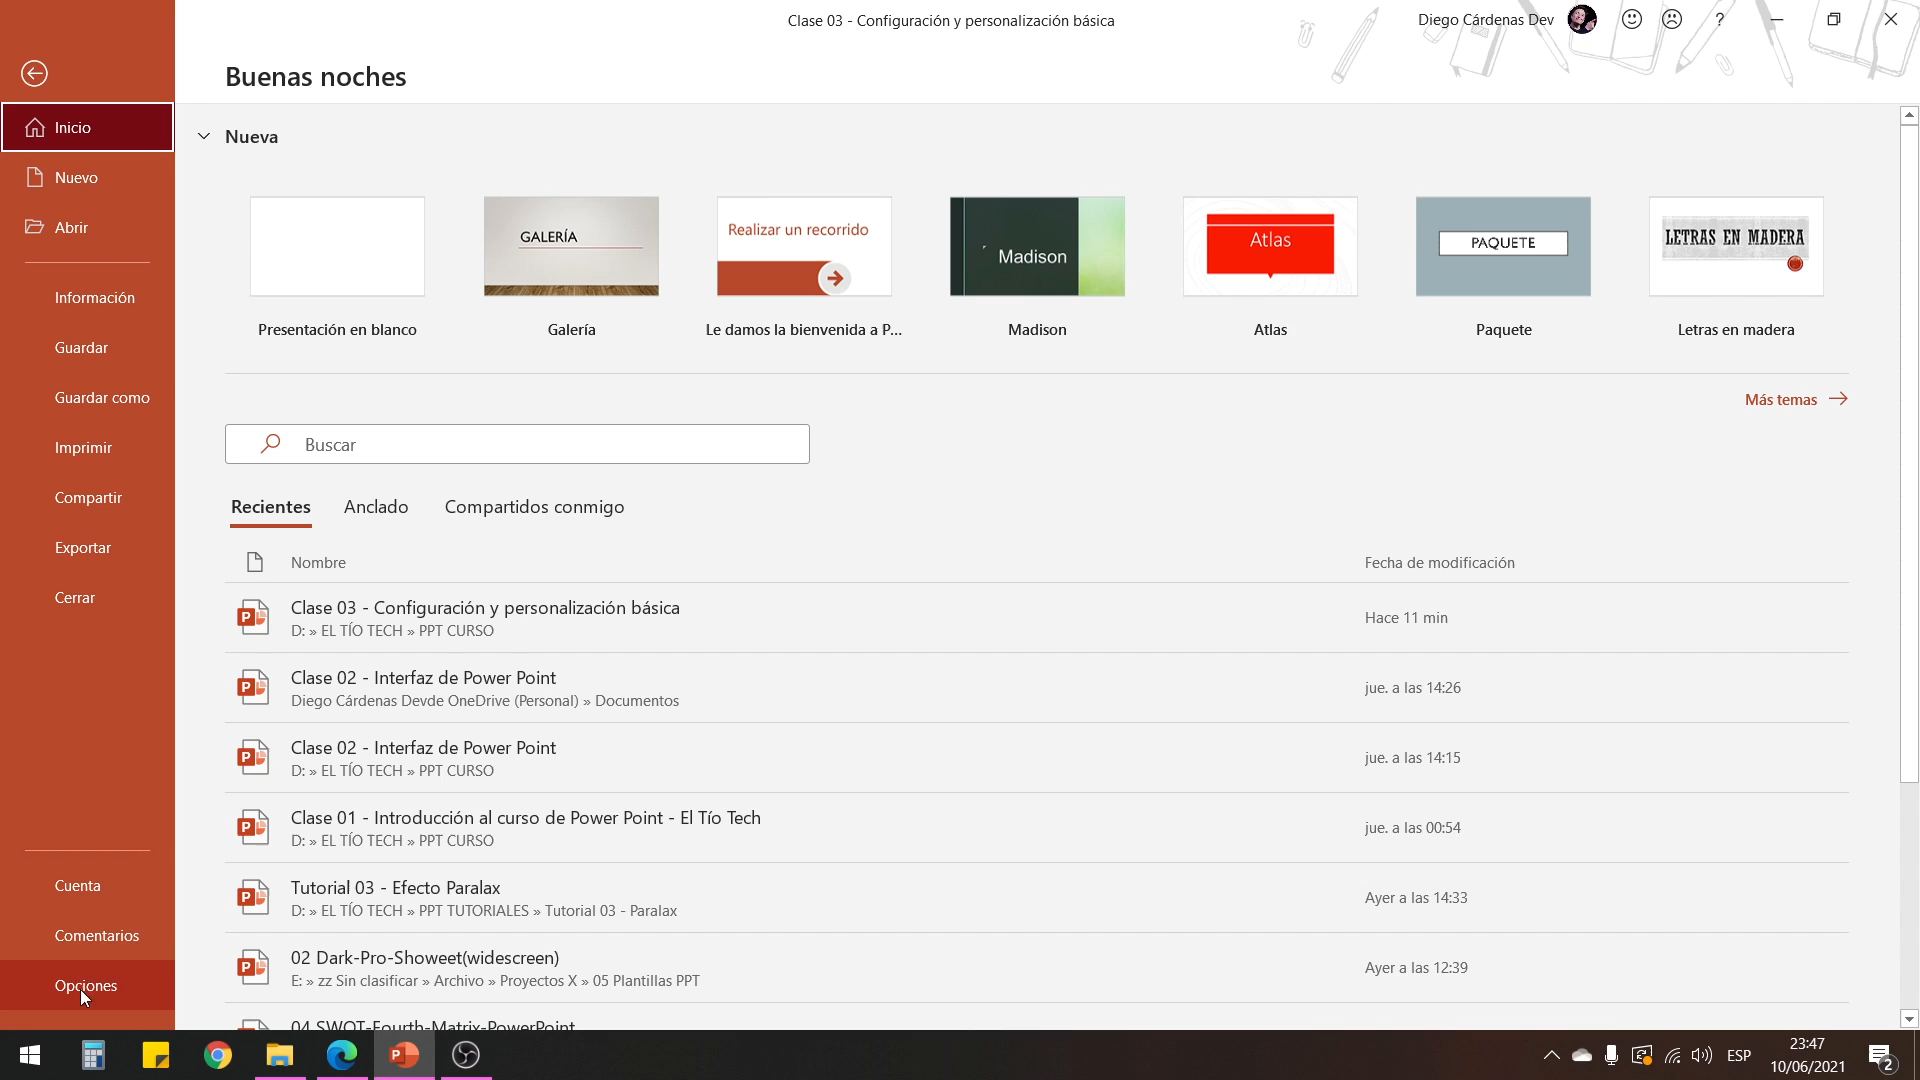 Clase 03 - Configuración y personalización básica
Diego Cárdenas Dev
?
Buenas noches
Inicio
Nuevo
Abrir
Información
Guardar
Guardar como
Imprimir
Compartir
Exportar
Cerrar
Cuenta
Comentarios
Opciones
Nueva
GALERÍA
Realizar un recorrido
Madison
Atlas
PAQUETE
LETRAS EN MADERA
Presentación en blanco
Galería
Le damos la bienvenida a P...
Madison
Atlas
Paquete
Letras en madera
Más temas
Buscar
Recientes Anclado Compartidos conmigo
Nombre Fecha de modificación
Clase 03 - Configuración y personalización básica
D: » EL TÍO TECH » PPT CURSO
Hace 11 min
Clase 02 - Interfaz de Power Point
Diego Cárdenas Devde OneDrive (Personal) » Documentos
jue. a las 14:26
Clase 02 - Interfaz de Power Point
D: » EL TÍO TECH » PPT CURSO
jue. a las 14:15
Clase 01 - Introducción al curso de Power Point - El Tío Tech
D: » EL TÍO TECH » PPT CURSO
jue. a las 00:54
Tutorial 03 - Efecto Paralax
D: » EL TÍO TECH » PPT TUTORIALES » Tutorial 03 - Paralax
Ayer a las 14:33
02 Dark-Pro-Showeet(widescreen)
E: » zz Sin clasificar » Archivo » Proyectos X » 05 Plantillas PPT
Ayer a las 12:39
04 SWOT-Fourth-Matrix-PowerPoint
ESP
23:47
10/06/2021
2